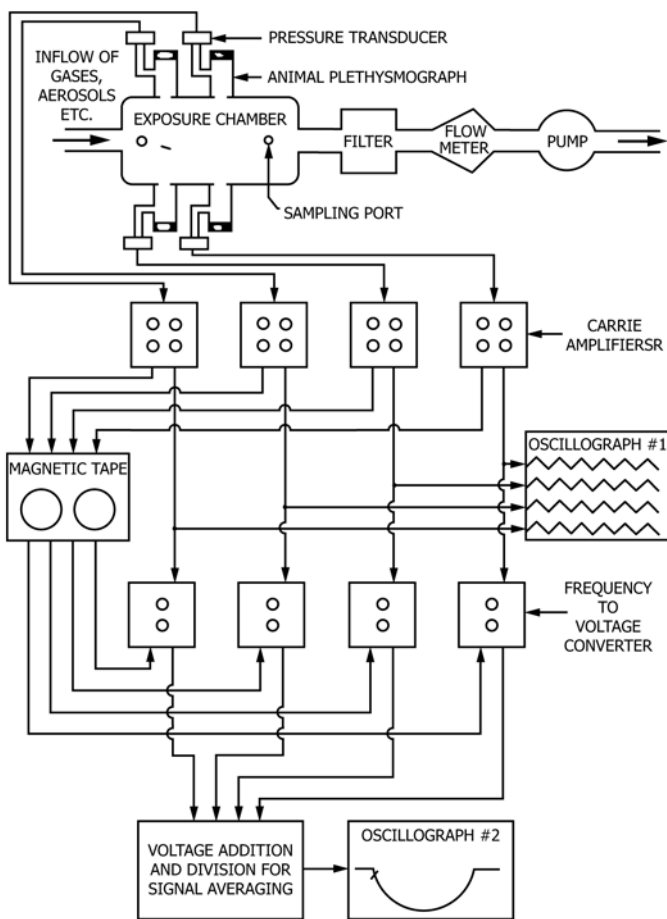 PRESSURE TRANSDUCER
INFLOW OF
GASES,
AEROSOLS
ETC.
ANIMAL PLETHYSMOGRAPH
EXPOSURE CHAMBER
FILTER
FLOW
METER
PUMP
SAMPLING PORT
CARRIE
AMPLIFIERSR
MAGNETIC TAPE
OSCILLOGRAPH #1
FREQUENCY
TO
VOLTAGE
CONVERTER
VOLTAGE ADDITION
AND DIVISION FOR
SIGNAL AVERAGING
OSCILLOGRAPH #2